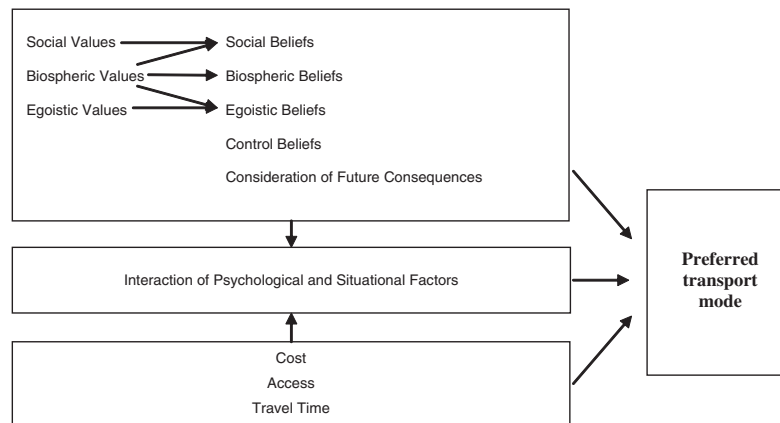 Social Values
Social Beliefs
Biospheric Values
Biospheric Beliefs
Egoistic Values
Egoistic Beliefs
Control Beliefs
Consideration of Future Consequences
Interaction of Psychological and Situational Factors
Preferred
transport
mode
Cost
Access
Travel Time